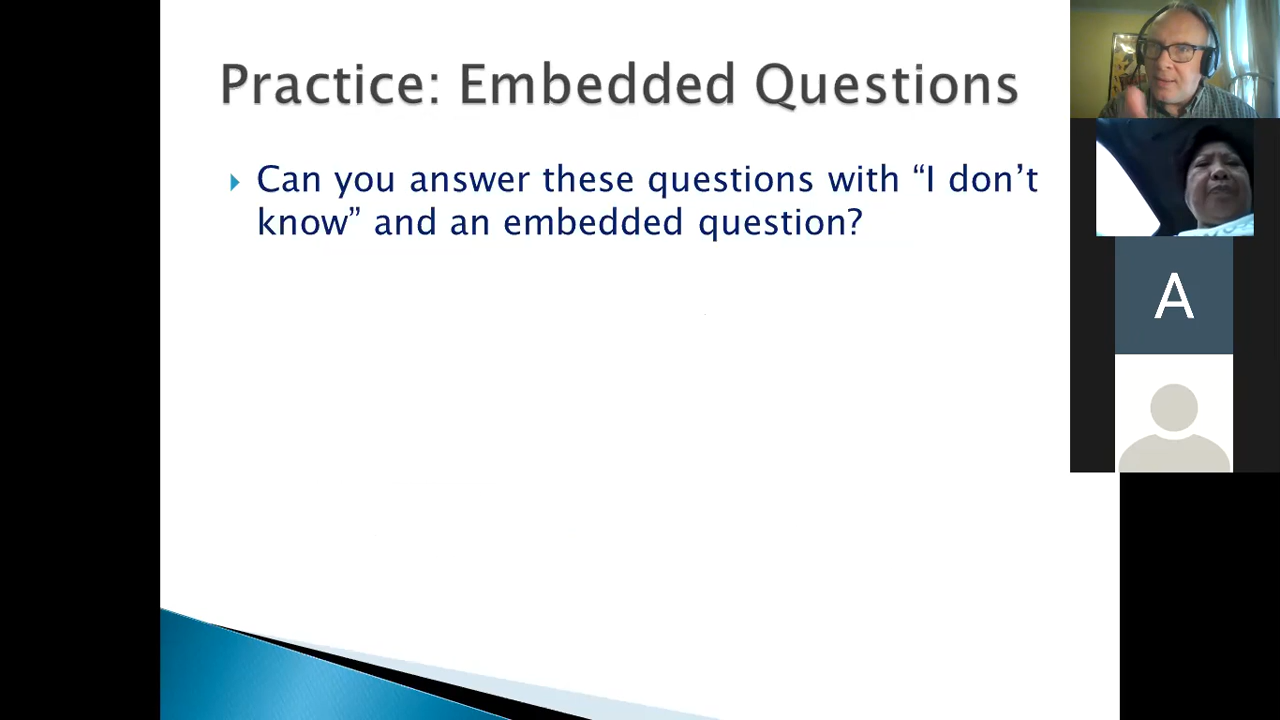 Practice: Embedded Questions
Can you answer these questions with “I don’t
know” and an embedded question?
A